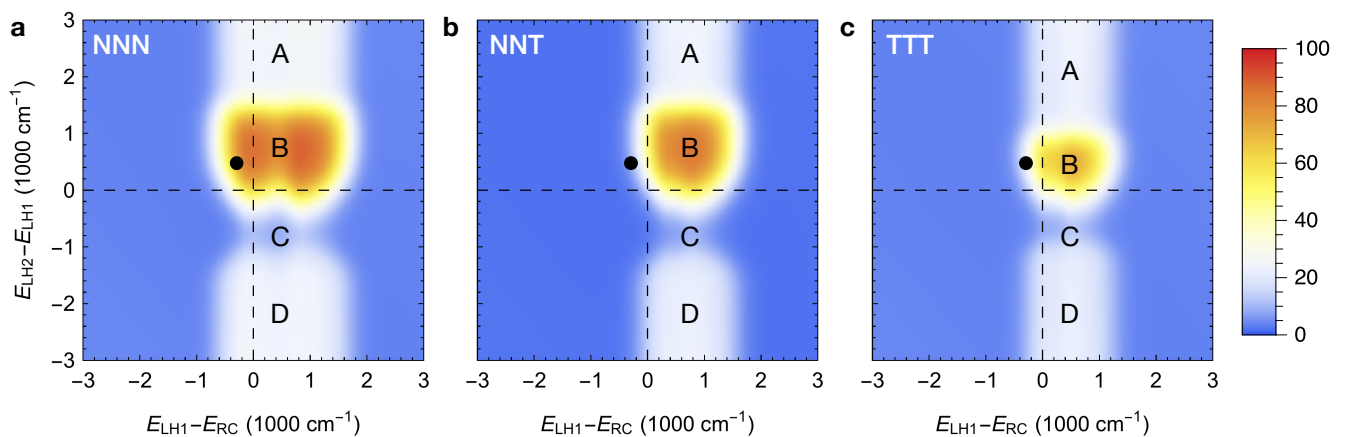 a
NNN
A
B
C
D
3
2
1
0
−1
−2
−3
E_LH2−E_LH1 (1000 cm⁻¹)
−3 −2 −1 0 1 2 3
E_LH1−E_RC (1000 cm⁻¹)
b
NNT
A
B
C
D
−3 −2 −1 0 1 2 3
E_LH1−E_RC (1000 cm⁻¹)
c
TTT
A
B
C
D
−3 −2 −1 0 1 2 3
E_LH1−E_RC (1000 cm⁻¹)
100
80
60
40
20
0